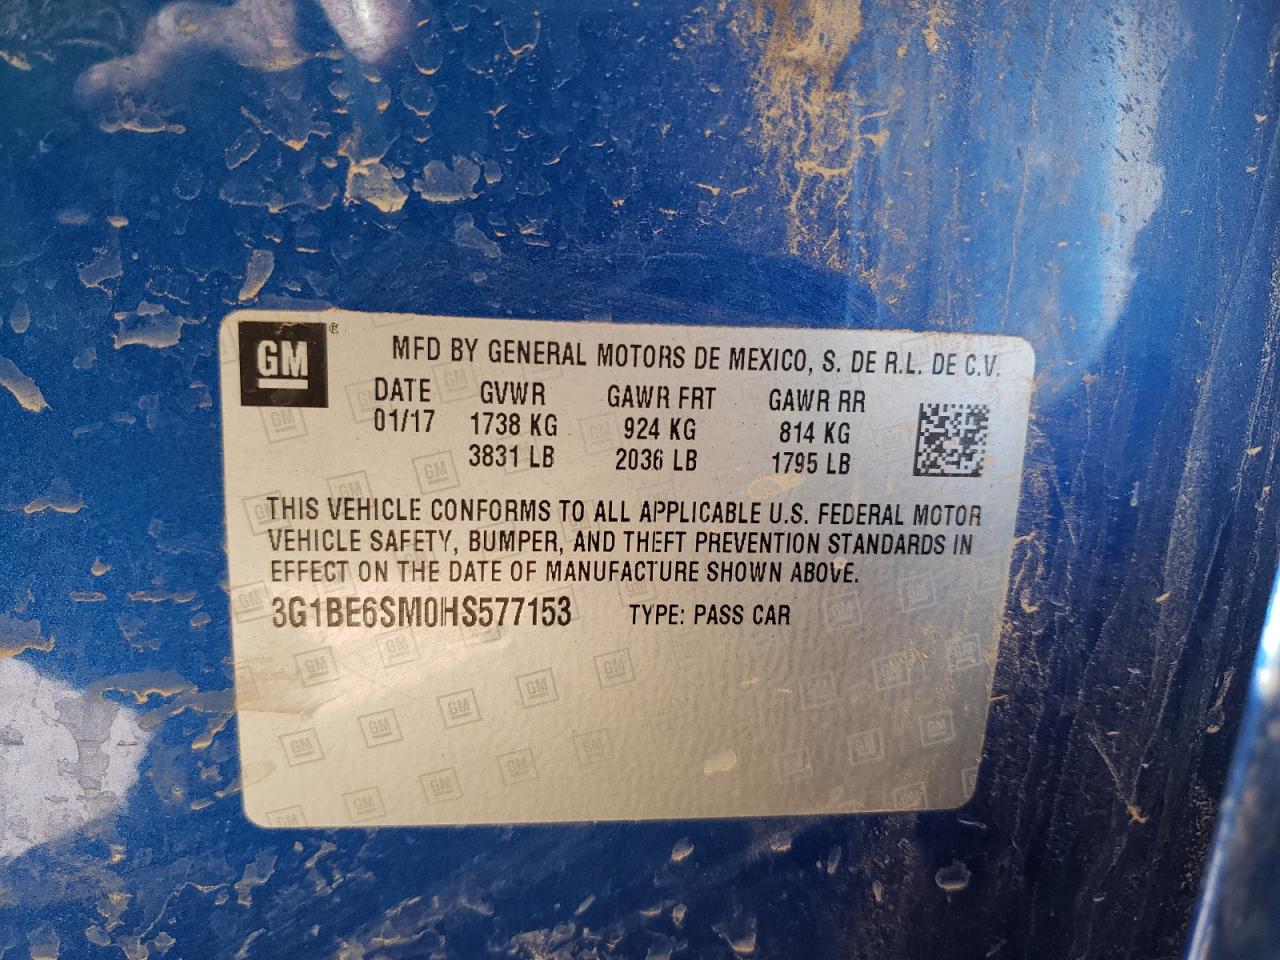 GM®
MFD BY GENERAL MOTORS DE MEXICO, S. DE R.L. DE C.V.
DATE GVWR GAWR FRT GAWR RR
01/17 1738 KG 924 KG 814 KG
3831 LB 2036 LB 1795 LB
THIS VEHICLE CONFORMS TO ALL APPLICABLE U.S. FEDERAL MOTOR
VEHICLE SAFETY, BUMPER, AND THEFT PREVENTION STANDARDS IN
EFFECT ON THE DATE OF MANUFACTURE SHOWN ABOVE.
3G1BE6SM0HS577153 TYPE: PASS CAR